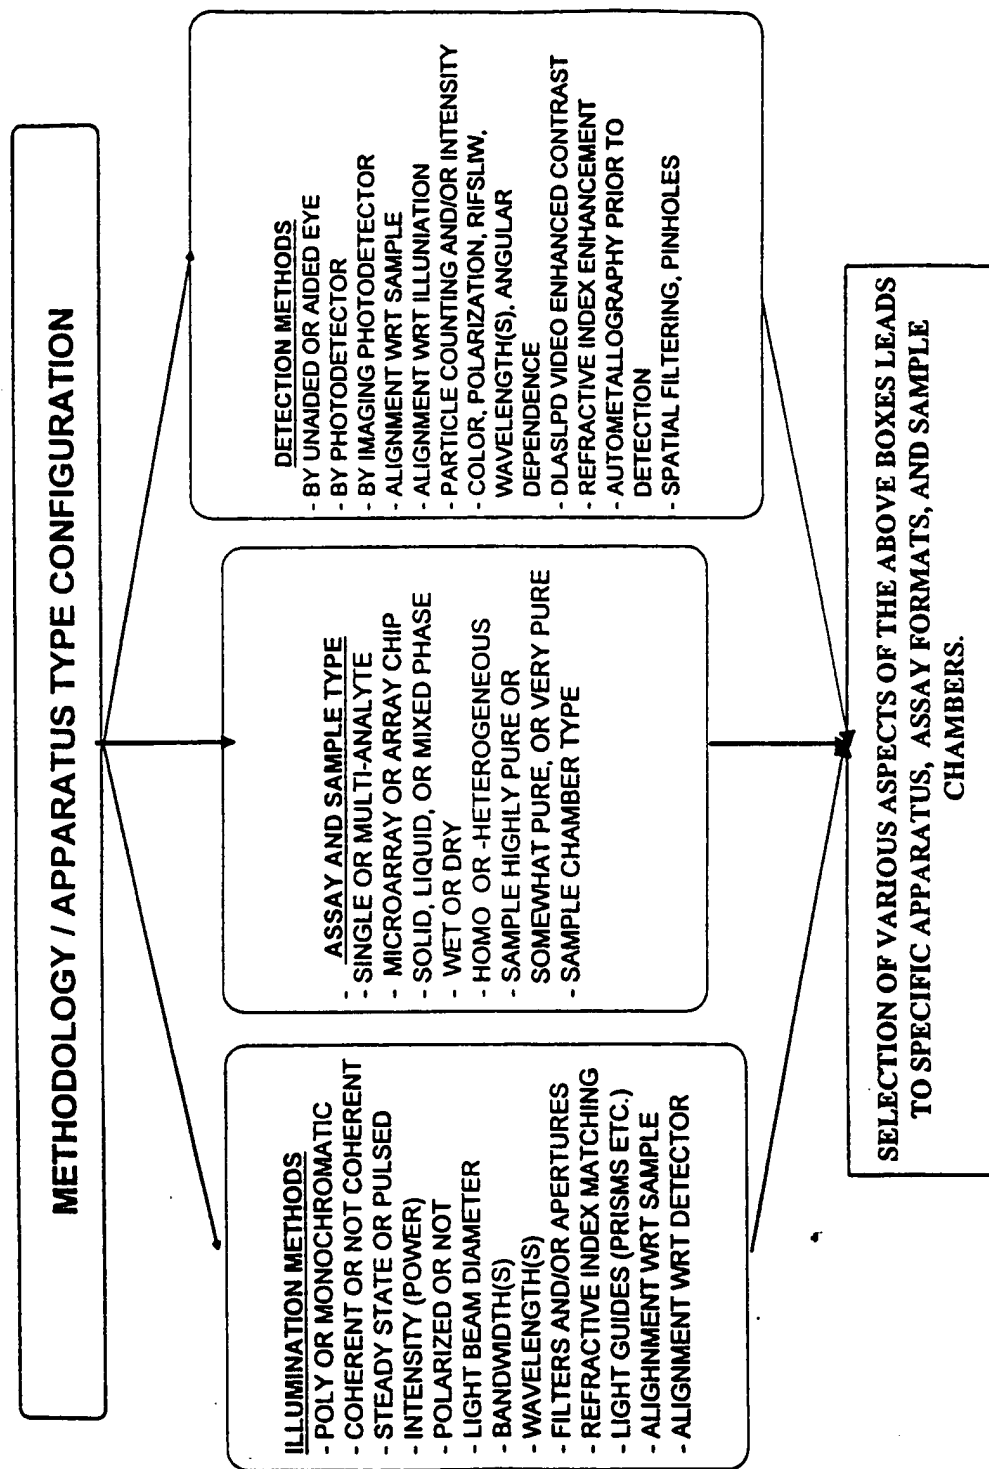 METHODOLOGY / APPARATUS TYPE CONFIGURATION
ILLUMINATION METHODS
- POLY OR MONOCHROMATIC
- COHERENT OR NOT COHERENT
- STEADY STATE OR PULSED
- INTENSITY (POWER)
- POLARIZED OR NOT
- LIGHT BEAM DIAMETER
- BANDWIDTH(S)
- WAVELENGTH(S)
- FILTERS AND/OR APERTURES
- REFRACTIVE INDEX MATCHING
- LIGHT GUIDES (PRISMS ETC.)
- ALIGHNMENT WRT SAMPLE
- ALIGNMENT WRT DETECTOR
ASSAY AND SAMPLE TYPE
- SINGLE OR MULTI-ANALYTE
- MICROARRAY OR ARRAY CHIP
- SOLID, LIQUID, OR MIXED PHASE
- WET OR DRY
- HOMO OR -HETEROGENEOUS
- SAMPLE HIGHLY PURE OR
SOMEWHAT PURE, OR VERY PURE
- SAMPLE CHAMBER TYPE
DETECTION METHODS
- BY UNAIDED OR AIDED EYE
- BY PHOTODETECTOR
- BY IMAGING PHOTODETECTOR
- ALIGNMENT WRT SAMPLE
- ALIGNMENT WRT ILLUNIATION
- PARTICLE COUNTING AND/OR INTENSITY
- COLOR, POLARIZATION, RIFSLIW,
WAVELENGTH(S), ANGULAR
DEPENDENCE
- DLASLPD VIDEO ENHANCED CONTRAST
- REFRACTIVE INDEX ENHANCEMENT
- AUTOMETALLOGRAPHY PRIOR TO
DETECTION
- SPATIAL FILTERING, PINHOLES
SELECTION OF VARIOUS ASPECTS OF THE ABOVE BOXES LEADS
TO SPECIFIC APPARATUS, ASSAY FORMATS, AND SAMPLE
CHAMBERS.